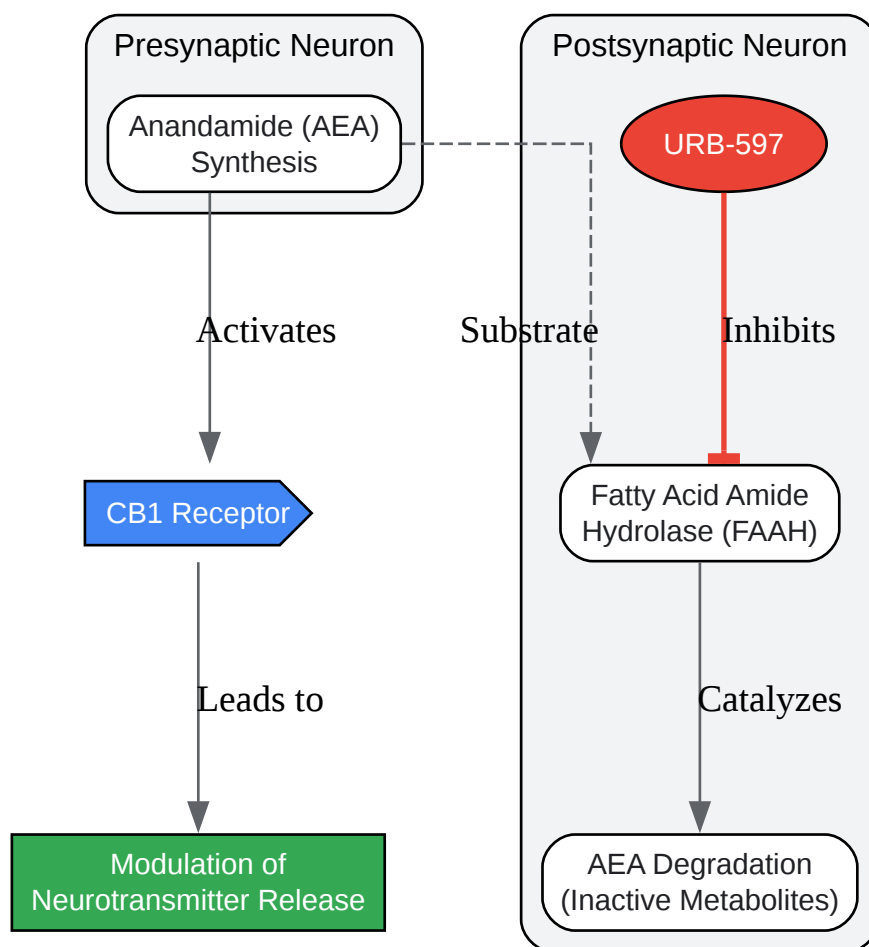 Presynaptic Neuron
Postsynaptic Neuron
Anandamide (AEA)
Synthesis
URB-597
Activates
Substrate
Inhibits
CB1 Receptor
Fatty Acid Amide
Hydrolase (FAAH)
Leads to
Catalyzes
Modulation of
Neurotransmitter Release
AEA Degradation
(Inactive Metabolites)